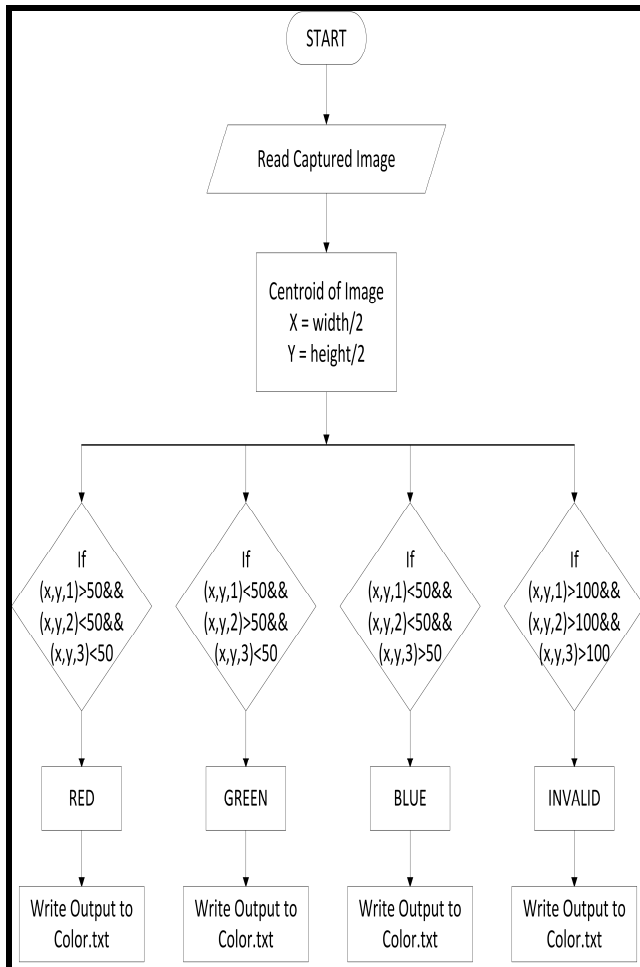 START
Read Captured Image
Centroid of Image
X = width/2
Y = height/2
If
(x,y,1)>50&&
(x,y,2)<50&&
(x,y,3)<50
If
(x,y,1)<50&&
(x,y,2)>50&&
(x,y,3)<50
If
(x,y,1)<50&&
(x,y,2)<50&&
(x,y,3)>50
If
(x,y,1)>100&&
(x,y,2)>100&&
(x,y,3)>100
RED
GREEN
BLUE
INVALID
Write Output to
Color.txt
Write Output to
Color.txt
Write Output to
Color.txt
Write Output to
Color.txt